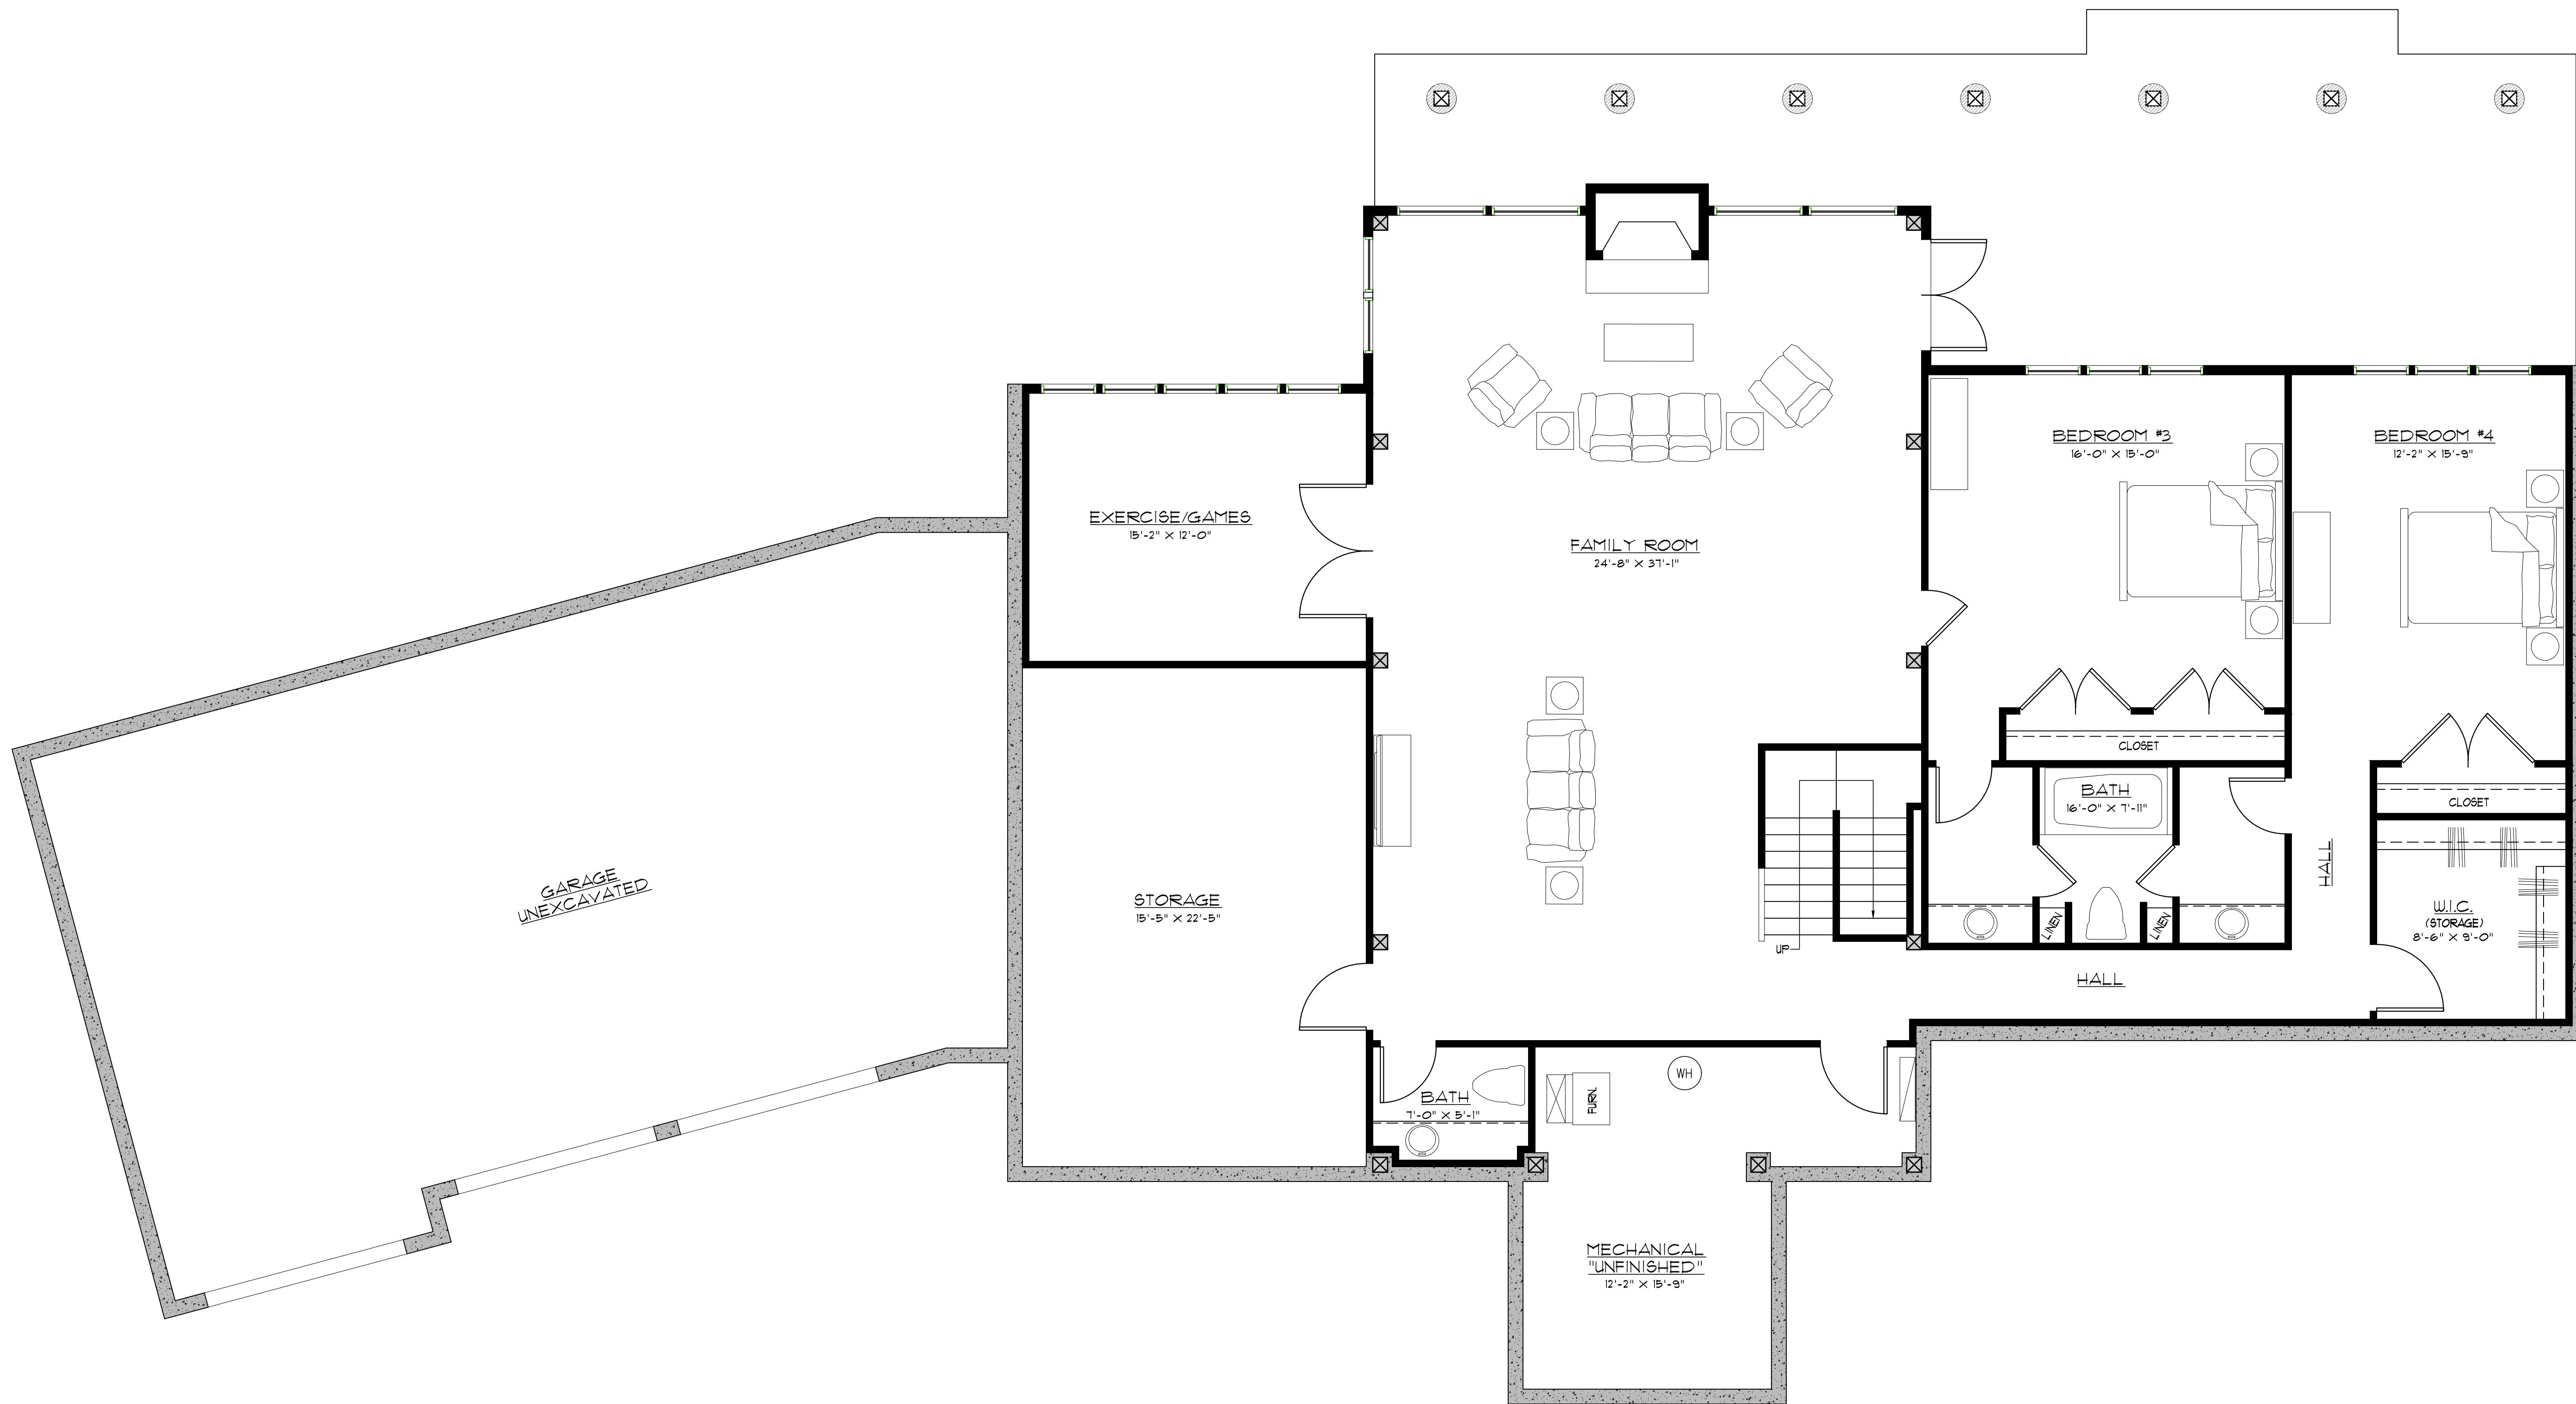 BEDROOM #3
16'-0" X 15'-0"
BEDROOM #4
12'-2" X 15'-9"
EXERCISE/GAMES
15'-2" X 12'-0"
FAMILY ROOM
24'-8" X 37'-1"
CLOSET
BATH
16'-0" X 7'-11"
CLOSET
HALL
GARAGE
UNEXCAVATED
STORAGE
15'-5" X 22'-5"
W.I.C.
(STORAGE)
8'-6" X 9'-0"
LINEN
LINEN
UP
HALL
WH
FURN.
BATH
7'-0" X 5'-1"
MECHANICAL
"UNFINISHED"
12'-2" X 15'-9"